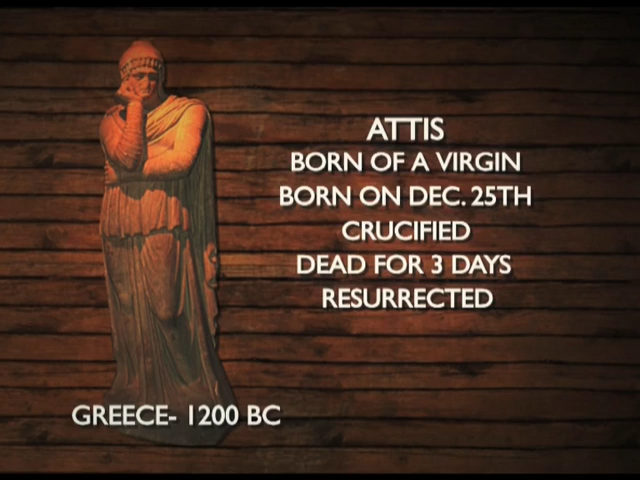 ATTIS
BORN OF A VIRGIN
BORN ON DEC. 25TH
CRUCIFIED
DEAD FOR 3 DAYS
RESURRECTED
GREECE- 1200 BC